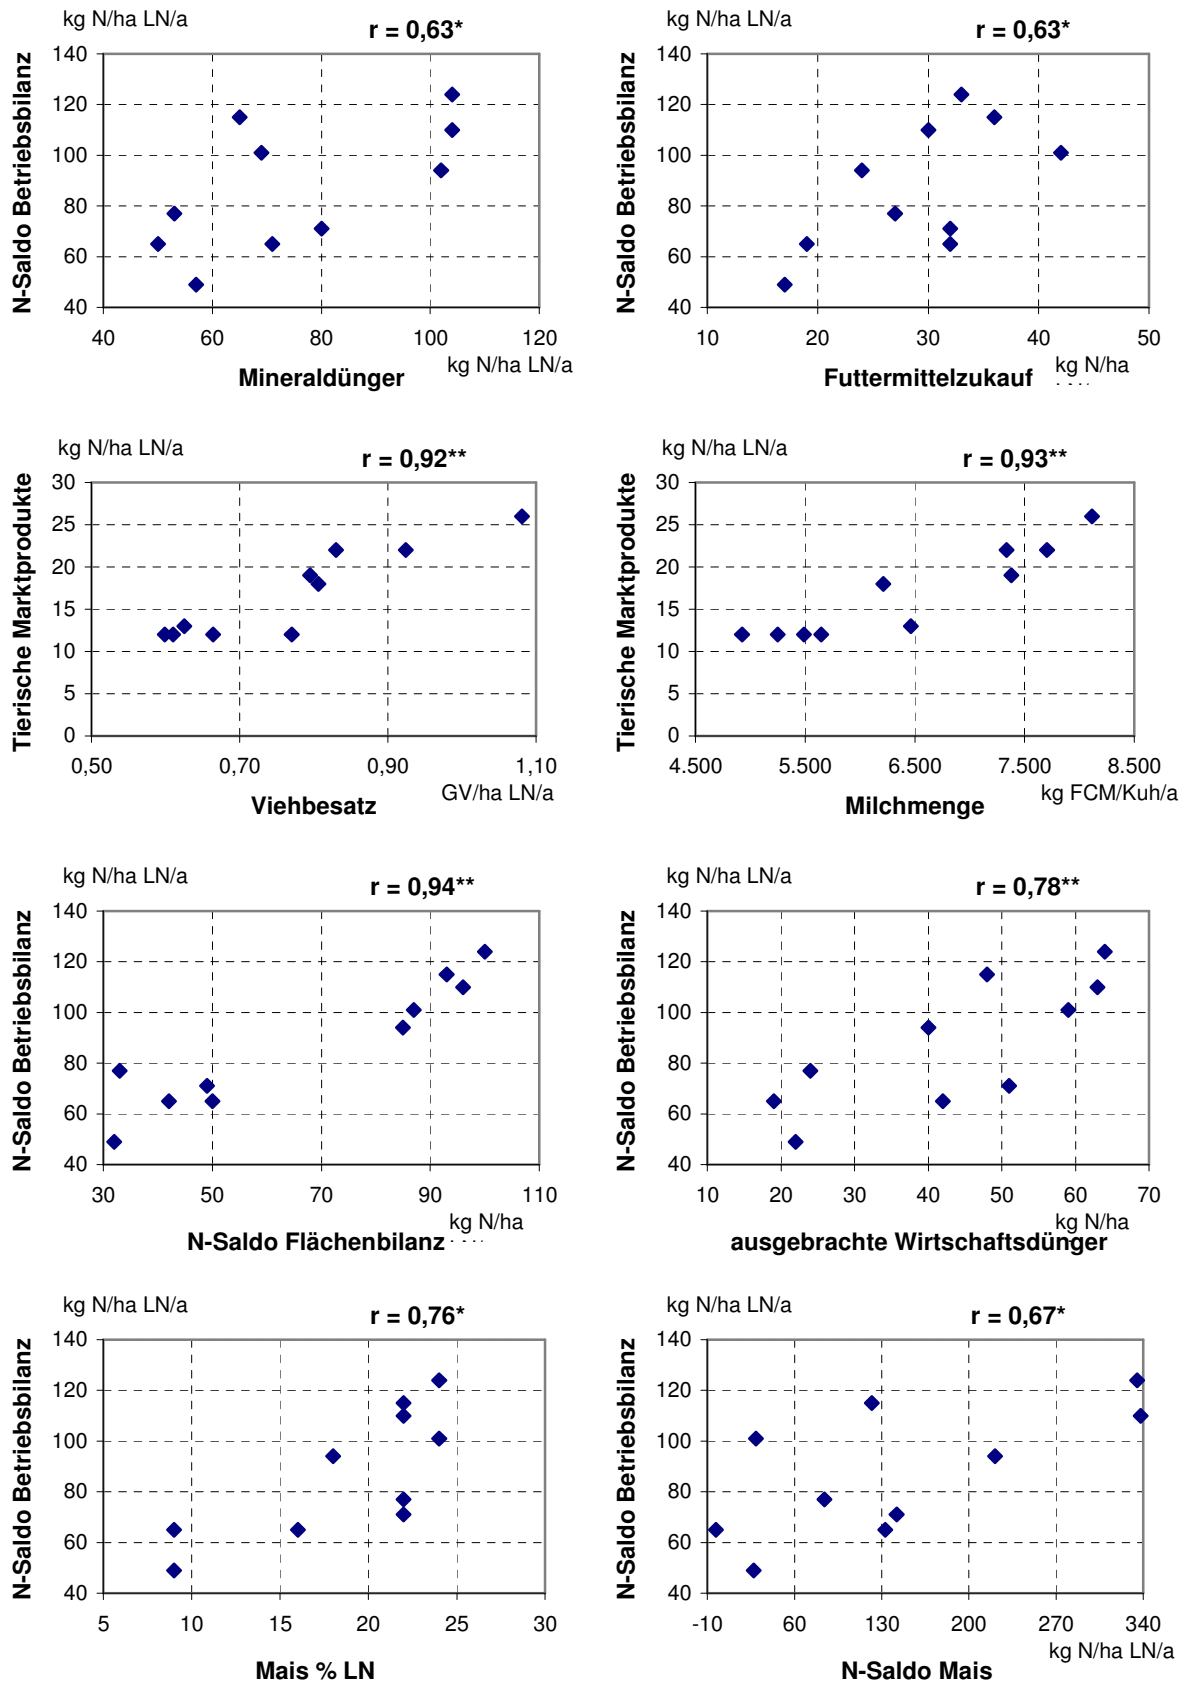 kg N/ha LN/a
r = 0,63*
N-Saldo Betriebsbilanz
140
120
100
80
60
40
40 60 80 100 120
kg N/ha LN/a
Mineraldünger
kg N/ha LN/a
r = 0,63*
N-Saldo Betriebsbilanz
140
120
100
80
60
40
10 20 30 40 50
kg N/ha
Futtermittelzukauf
kg N/ha LN/a
r = 0,92**
Tierische Marktprodukte
30
25
20
15
10
5
0
0,50 0,70 0,90 1,10
GV/ha LN/a
Viehbesatz
kg N/ha LN/a
r = 0,93**
Tierische Marktprodukte
30
25
20
15
10
5
0
4.500 5.500 6.500 7.500 8.500
kg FCM/Kuh/a
Milchmenge
kg N/ha LN/a
r = 0,94**
N-Saldo Betriebsbilanz
140
120
100
80
60
40
30 50 70 90 110
kg N/ha
N-Saldo Flächenbilanz
kg N/ha LN/a
r = 0,78**
N-Saldo Betriebsbilanz
140
120
100
80
60
40
10 20 30 40 50 60 70
kg N/ha
ausgebrachte Wirtschaftsdünger
kg N/ha LN/a
r = 0,76*
N-Saldo Betriebsbilanz
140
120
100
80
60
40
5 10 15 20 25 30
Mais % LN
kg N/ha LN/a
r = 0,67*
N-Saldo Betriebsbilanz
140
120
100
80
60
40
-10 60 130 200 270 340
kg N/ha LN/a
N-Saldo Mais